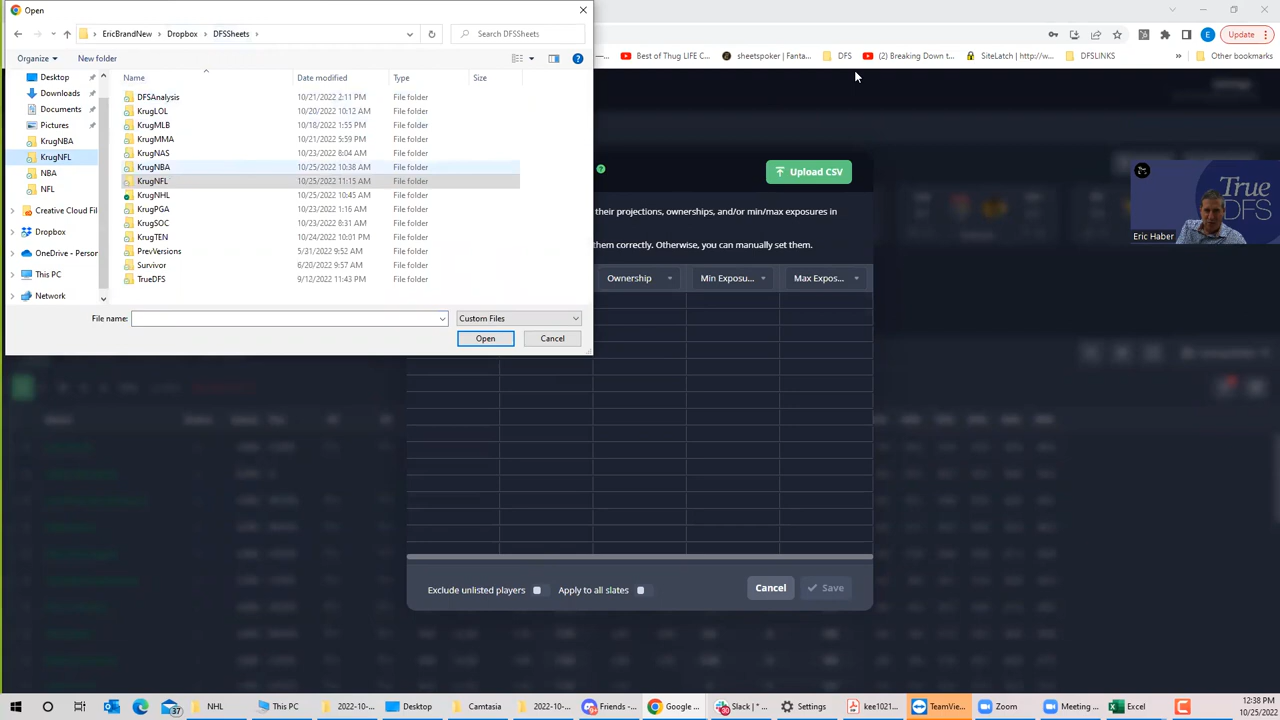 Open
EricBrandNew › Dropbox › DFSSheets ›
Search DFSSheets
Update
Organize
New folder
Best of Thug LIFE C...
sheetspoker | Fanta...
DFS
(2) Breaking Down t...
SiteLatch | http://w...
DFSLINKS
»
Other bookmarks
Name
Date modified
Type
Size
Desktop
Downloads
Documents
Pictures
KrugNBA
KrugNFL
NBA
NFL
Creative Cloud Fil
Dropbox
OneDrive - Person
This PC
Network
DFSAnalysis 10/21/2022 2:11 PM File folder
KrugLOL 10/20/2022 10:12 AM File folder
KrugMLB 10/18/2022 1:55 PM File folder
KrugMMA 10/21/2022 5:59 PM File folder
KrugNAS 10/23/2022 8:04 AM File folder
KrugNBA 10/25/2022 10:38 AM File folder
KrugNFL 10/25/2022 11:15 AM File folder
KrugNHL 10/25/2022 10:45 AM File folder
KrugPGA 10/23/2022 1:16 AM File folder
KrugSOC 10/23/2022 8:31 AM File folder
KrugTEN 10/24/2022 10:01 PM File folder
PrevVersions 5/31/2022 9:52 AM File folder
Survivor 6/20/2022 9:57 AM File folder
TrueDFS 9/12/2022 11:43 PM File folder
File name:
Custom Files
Open
Cancel
Upload CSV
their projections, ownerships, and/or min/max exposures in
them correctly. Otherwise, you can manually set them.
Ownership
Min Exposu...
Max Expos...
True
DFS
Eric Haber
Exclude unlisted players
Apply to all slates
Cancel
Save
37
NHL
This PC
2022-10-...
Desktop
Camtasia
2022-10-...
Friends - ...
Google ...
Slack | * ...
Settings
kee1021...
TeamVie...
Zoom
Meeting ...
Excel
12:38 PM
10/25/2022